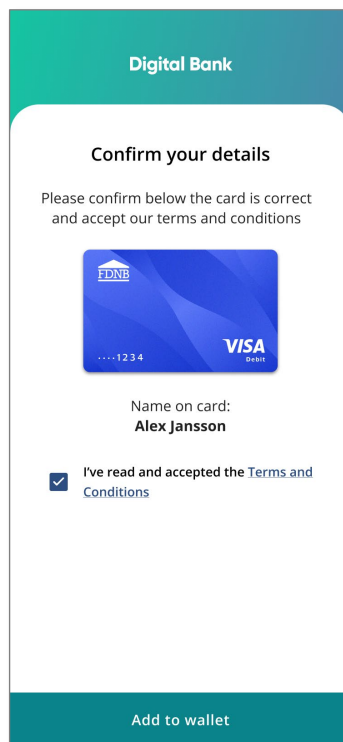 Digital Bank
Confirm your details
Please confirm below the card is correct
and accept our terms and conditions
FDNB
····1234
VISA
Debit
Name on card:
Alex Jansson
I've read and accepted the Terms and
Conditions
Add to wallet